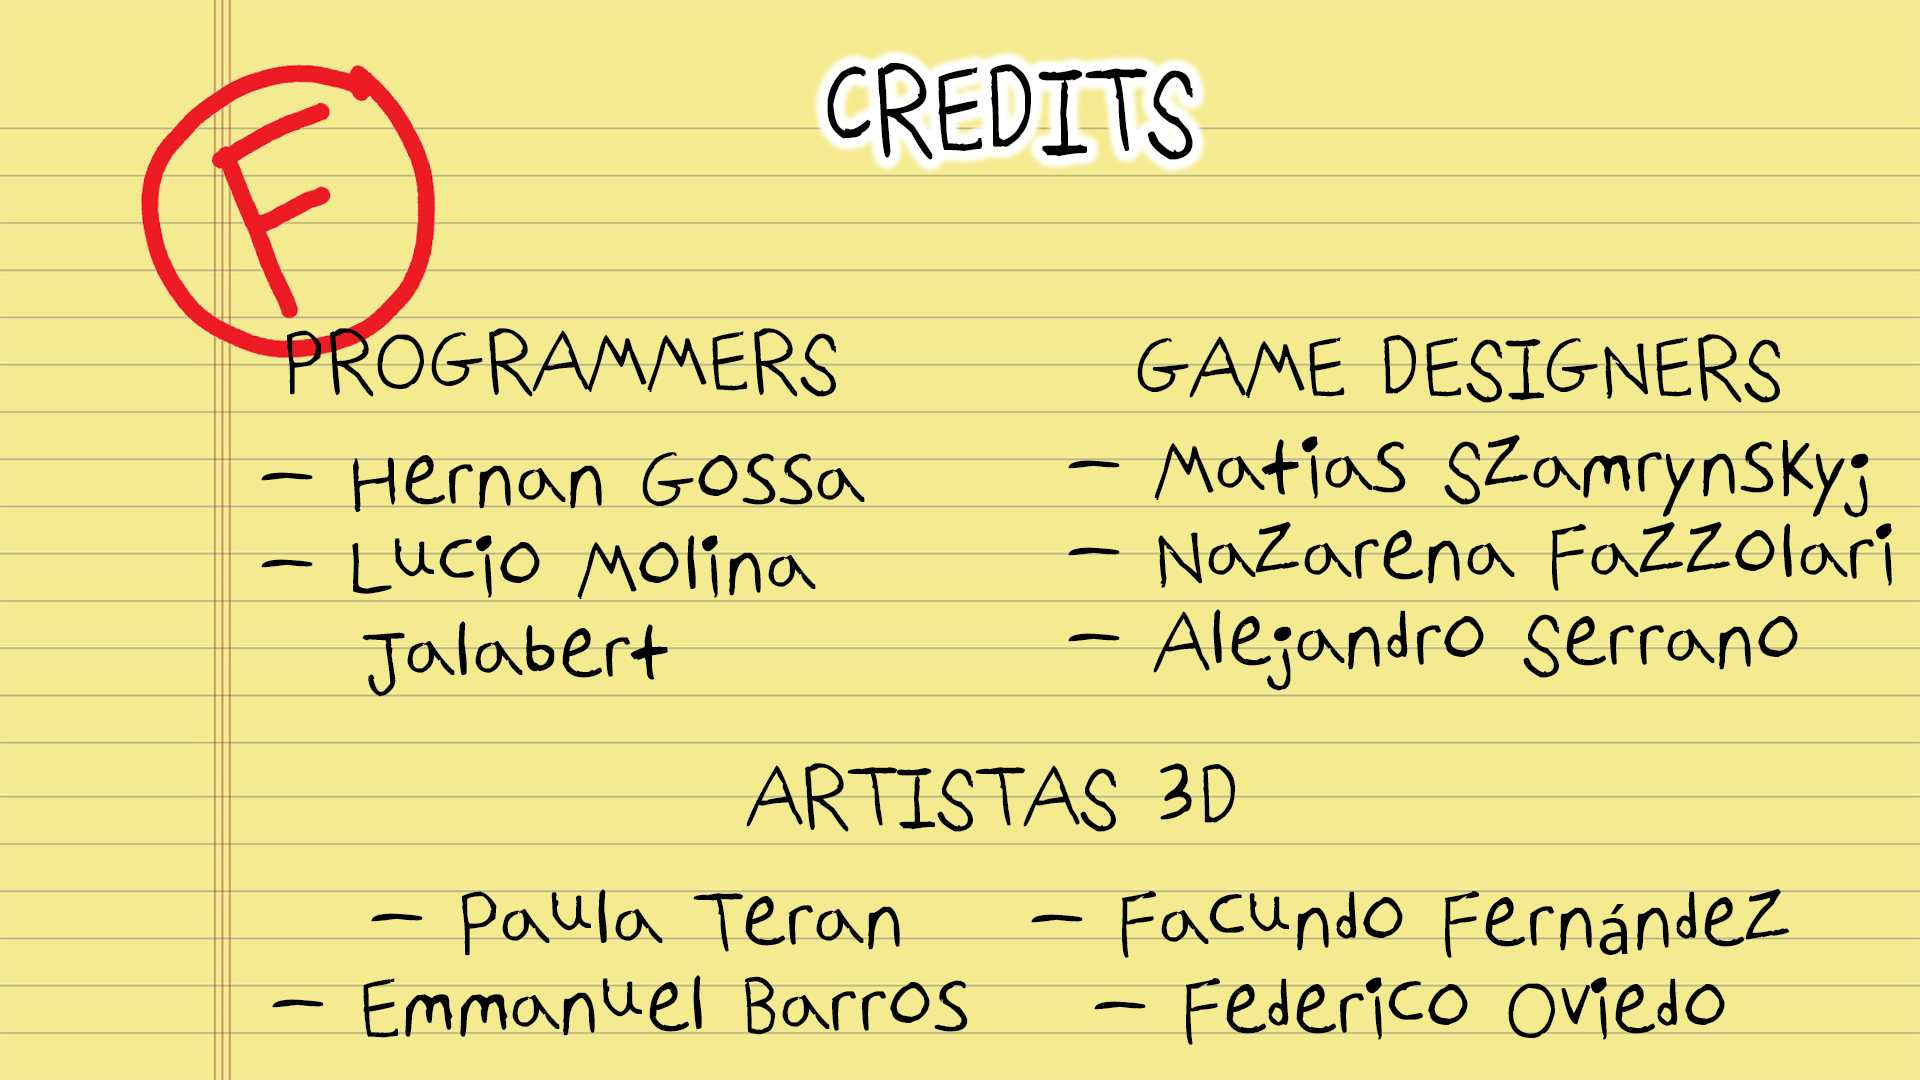 F
CREDITS
PROGRAMMERS
- Hernan Gossa
- Lucio Molina
Jalabert
GAME DESIGNERS
- Matias Szamrynskyj
- Nazarena Fazzolari
- Alejandro Serrano
ARTISTAS 3D
- Paula Teran
- Emmanuel Barros
- Facundo Fernández
- Federico Oviedo